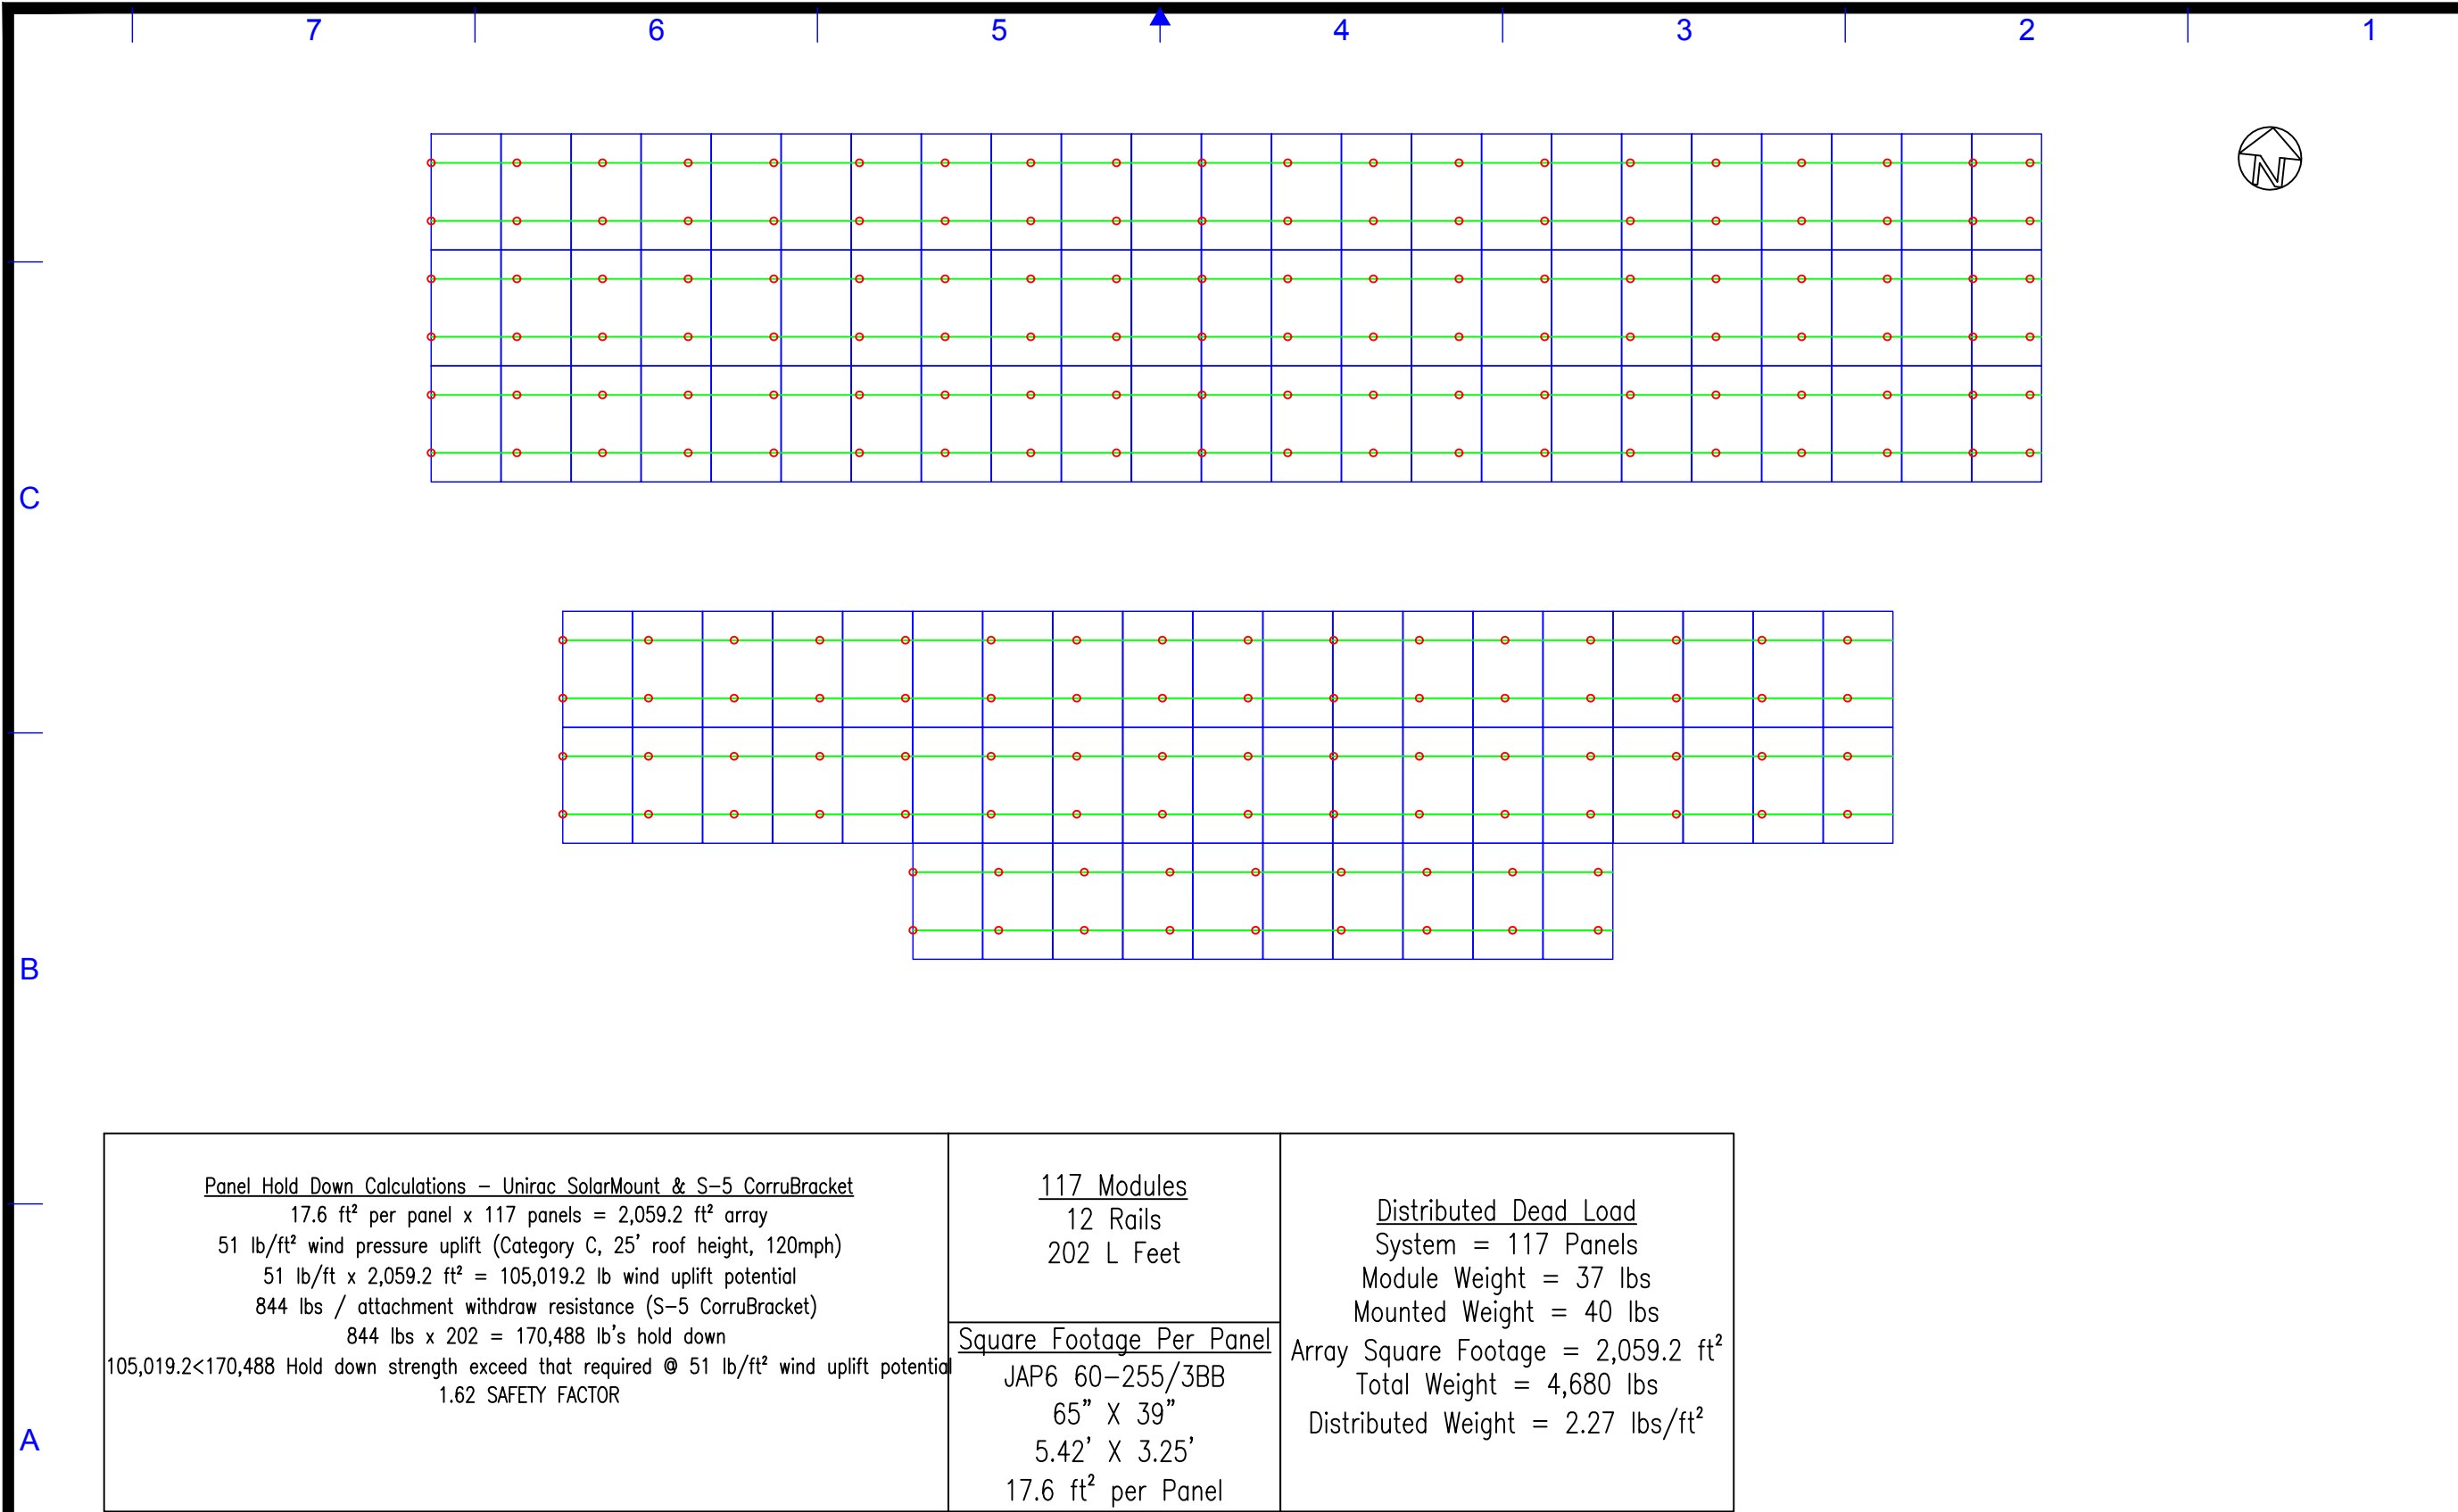 7 6 5 4 3 2 1
N
C
B
A
Panel Hold Down Calculations – Unirac SolarMount & S–5 CorruBracket
17.6 ft² per panel x 117 panels = 2,059.2 ft² array
51 lb/ft² wind pressure uplift (Category C, 25' roof height, 120mph)
51 lb/ft x 2,059.2 ft² = 105,019.2 lb wind uplift potential
844 lbs / attachment withdraw resistance (S–5 CorruBracket)
844 lbs x 202 = 170,488 lb's hold down
105,019.2<170,488 Hold down strength exceed that required @ 51 lb/ft² wind uplift potential
1.62 SAFETY FACTOR
117 Modules
12 Rails
202 L Feet
Square Footage Per Panel
JAP6 60–255/3BB
65" X 39"
5.42' X 3.25'
17.6 ft² per Panel
Distributed Dead Load
System = 117 Panels
Module Weight = 37 lbs
Mounted Weight = 40 lbs
Array Square Footage = 2,059.2 ft²
Total Weight = 4,680 lbs
Distributed Weight = 2.27 lbs/ft²